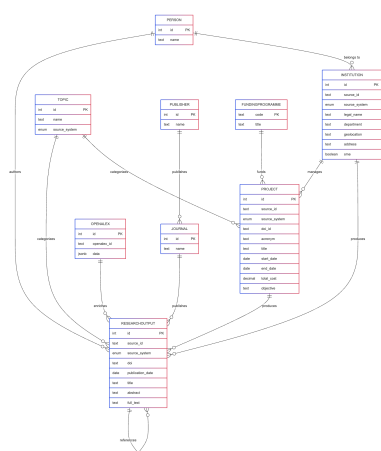 PERSON
int id PK
text name
belongs to
INSTITUTION
int id PK
text source_id
enum source_system
text legal_name
text department
text geolocation
text address
boolean sme
TOPIC
int id PK
text name
enum source_system
PUBLISHER
int id PK
text name
FUNDINGPROGRAMME
text code PK
text title
authors
categorises
publishes
funds
manages
PROJECT
int id PK
text source_id
enum source_system
text doi_id
text acronym
text title
date start_date
date end_date
decimal total_cost
text objective
OPENALEX
int id PK
text openalex_id
jsonb data
JOURNAL
int id PK
text name
categorises
produces
enriches
publishes
produces
RESEARCHOUTPUT
int id PK
text source_id
enum source_system
text doi
date publication_date
text title
text abstract
text full_text
references